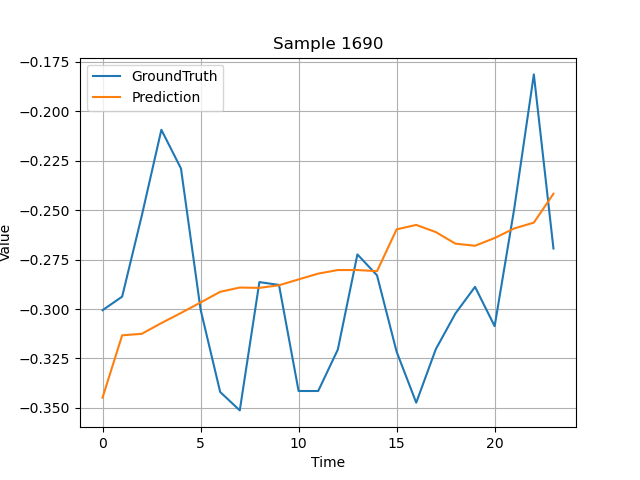 Sample 1690
GroundTruth
Prediction
−0.175
−0.200
−0.225
−0.250
−0.275
−0.300
−0.325
−0.350
Value
0 5 10 15 20
Time